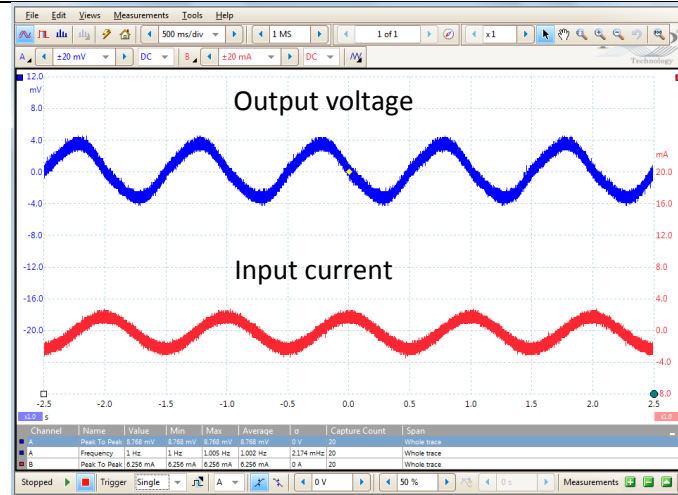 File Edit Views Measurements Tools Help
500 ms/div 1 MS 1 of 1 x1
A ±20 mV DC B ±20 mA DC
Technology
12.0
mV
8.0
4.0
0.0
-4.0
-8.0
-12.0
-16.0
-20.0
Output voltage
Input current
mA
20.0
16.0
12.0
8.0
4.0
0.0
-4.0
8.0
-2.5 -2.0 -1.5 -1.0 -0.5 0.0 0.5 1.0 1.5 2.0 2.5
x1.0 s x1.0
Channel Name Value Min Max Average σ Capture Count Span
A Peak To Peak 8.768 mV 8.768 mV 8.768 mV 8.768 mV 0 V 20 Whole trace
A Frequency 1 Hz 1 Hz 1.005 Hz 1.002 Hz 2.174 mHz 20 Whole trace
B Peak To Peak 6.256 mA 6.256 mA 6.256 mA 6.256 mA 0 A 20 Whole trace
Stopped Trigger Single A 0 V 50 % 0 s Measurements